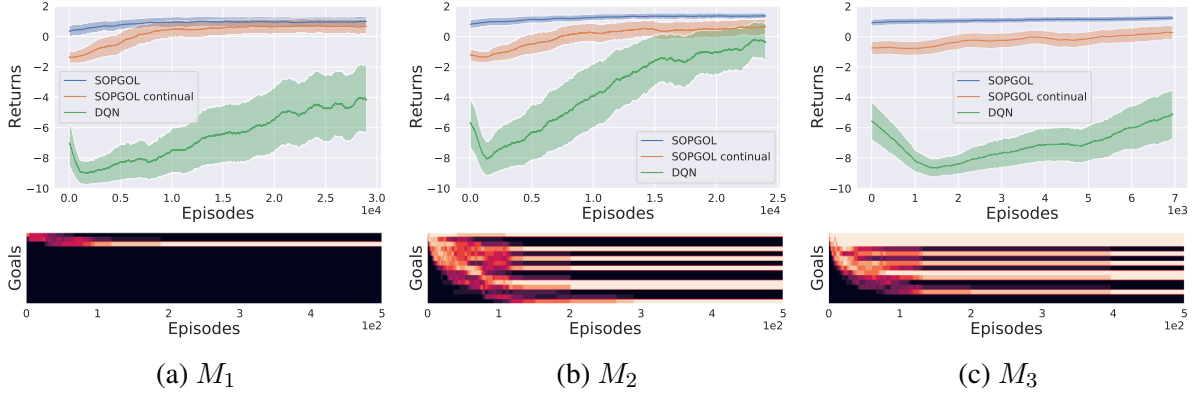 2
0
−2
−4
−6
−8
−10
Returns
SOPGOL
SOPGOL continual
DQN
0.0 0.5 1.0 1.5 2.0 2.5 3.0
1e4
Episodes
Goals
0 1 2 3 4 5
1e2
Episodes
(a) M1
2
0
−2
−4
−6
−8
−10
Returns
SOPGOL
SOPGOL continual
DQN
0.0 0.5 1.0 1.5 2.0 2.5
1e4
Episodes
Goals
0 1 2 3 4 5
1e2
Episodes
(b) M2
2
0
−2
−4
−6
−8
−10
Returns
SOPGOL
SOPGOL continual
DQN
0 1 2 3 4 5 6 7
1e3
Episodes
Goals
0 1 2 3 4 5
1e2
Episodes
(c) M3